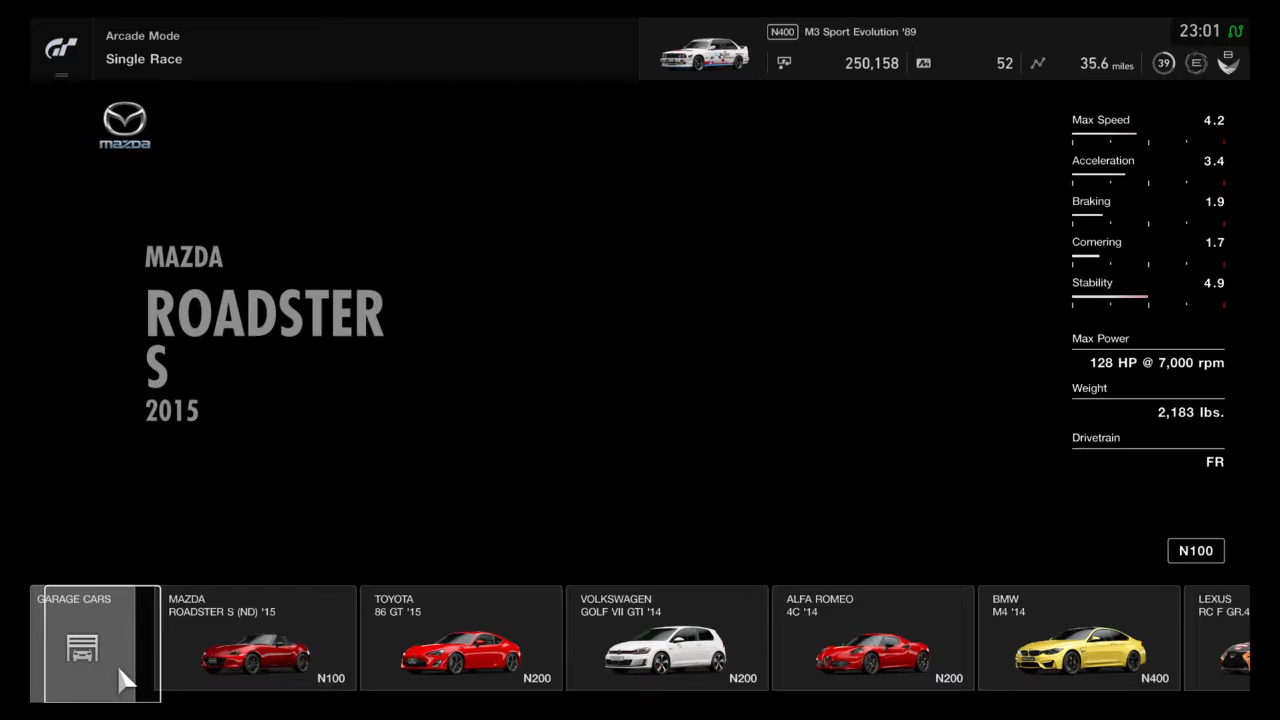 Arcade Mode
Single Race
N400 M3 Sport Evolution '89
250,158 52 35.6 miles 39 E B
23:01
mazda
MAZDA
ROADSTER
S
2015
Max Speed 4.2
Acceleration 3.4
Braking 1.9
Cornering 1.7
Stability 4.9
Max Power
128 HP @ 7,000 rpm
Weight
2,183 lbs.
Drivetrain
FR
N100
GARAGE CARS
MAZDA
ROADSTER S (ND) '15
N100
TOYOTA
86 GT '15
N200
VOLKSWAGEN
GOLF VII GTI '14
N200
ALFA ROMEO
4C '14
N200
BMW
M4 '14
N400
LEXUS
RC F GR.4